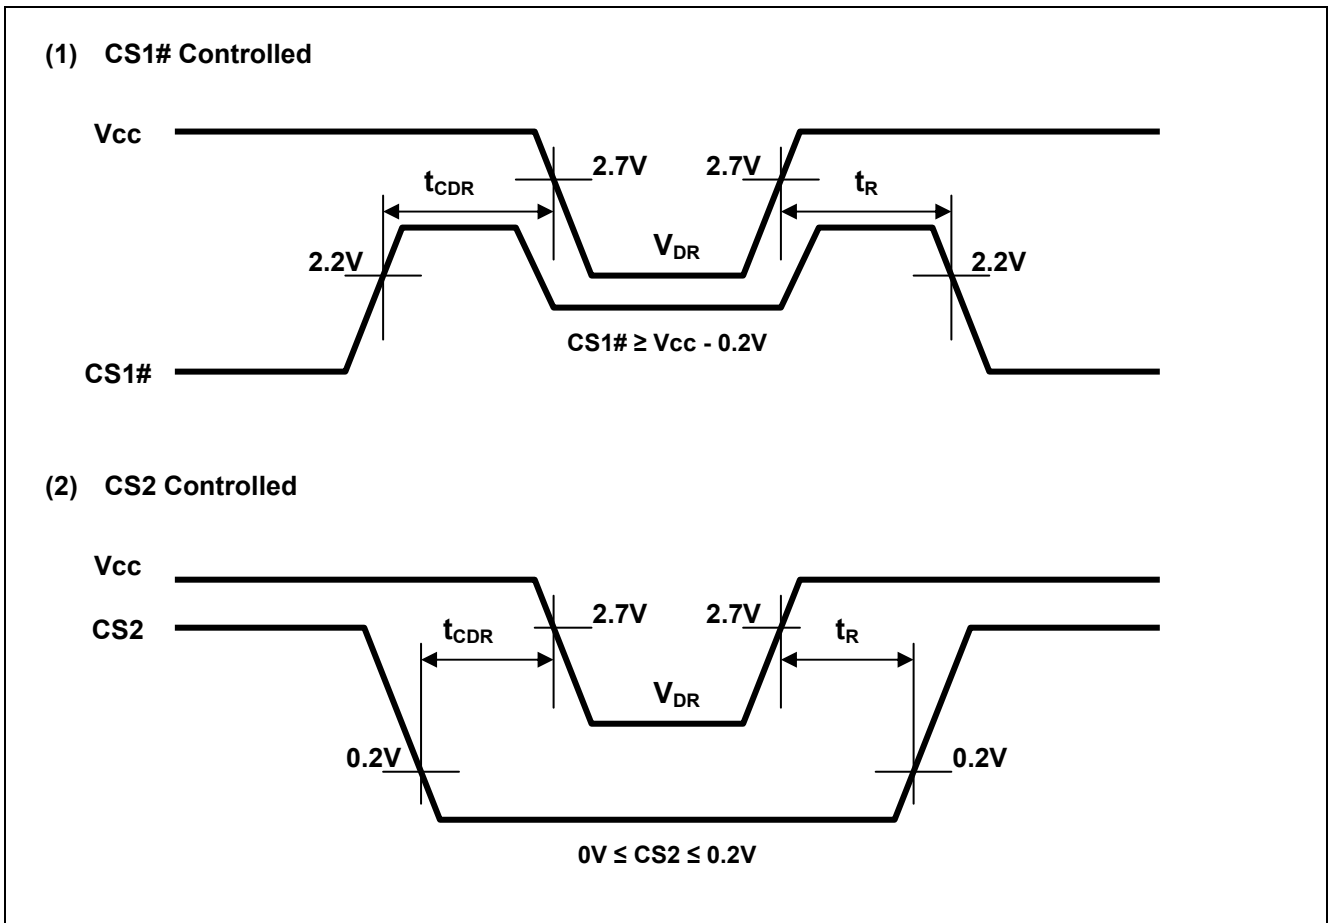 (1) CS1# Controlled
Vcc
2.7V 2.7V
tCDR tR
VDR
2.2V 2.2V
CS1# ≥ Vcc - 0.2V
CS1#
(2) CS2 Controlled
Vcc
2.7V 2.7V
CS2
tCDR tR
VDR
0.2V 0.2V
0V ≤ CS2 ≤ 0.2V